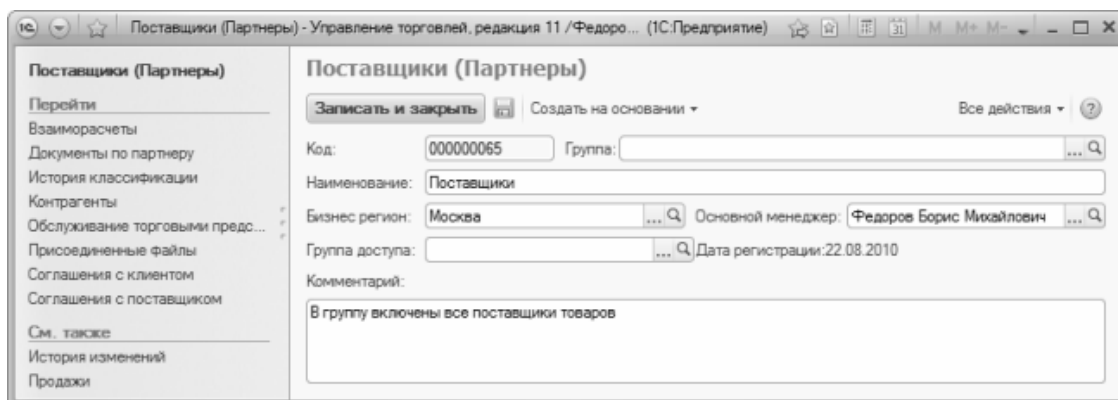 Поставщики (Партнеры) - Управление торговлей, редакция 11 /Федоро... (1С:Предприятие) M M+ M-
Поставщики (Партнеры)
Перейти
Взаиморасчеты
Документы по партнеру
История классификации
Контрагенты
Обслуживание торговыми предс...
Присоединенные файлы
Соглашения с клиентом
Соглашения с поставщиком
См. также
История изменений
Продажи
Поставщики (Партнеры)
Записать и закрыть Создать на основании Все действия ?
Код: 000000065 Группа: ...
Наименование: Поставщики
Бизнес регион: Москва ... Основной менеджер: Федоров Борис Михайлович ...
Группа доступа: ... Дата регистрации:22.08.2010
Комментарий:
В группу включены все поставщики товаров